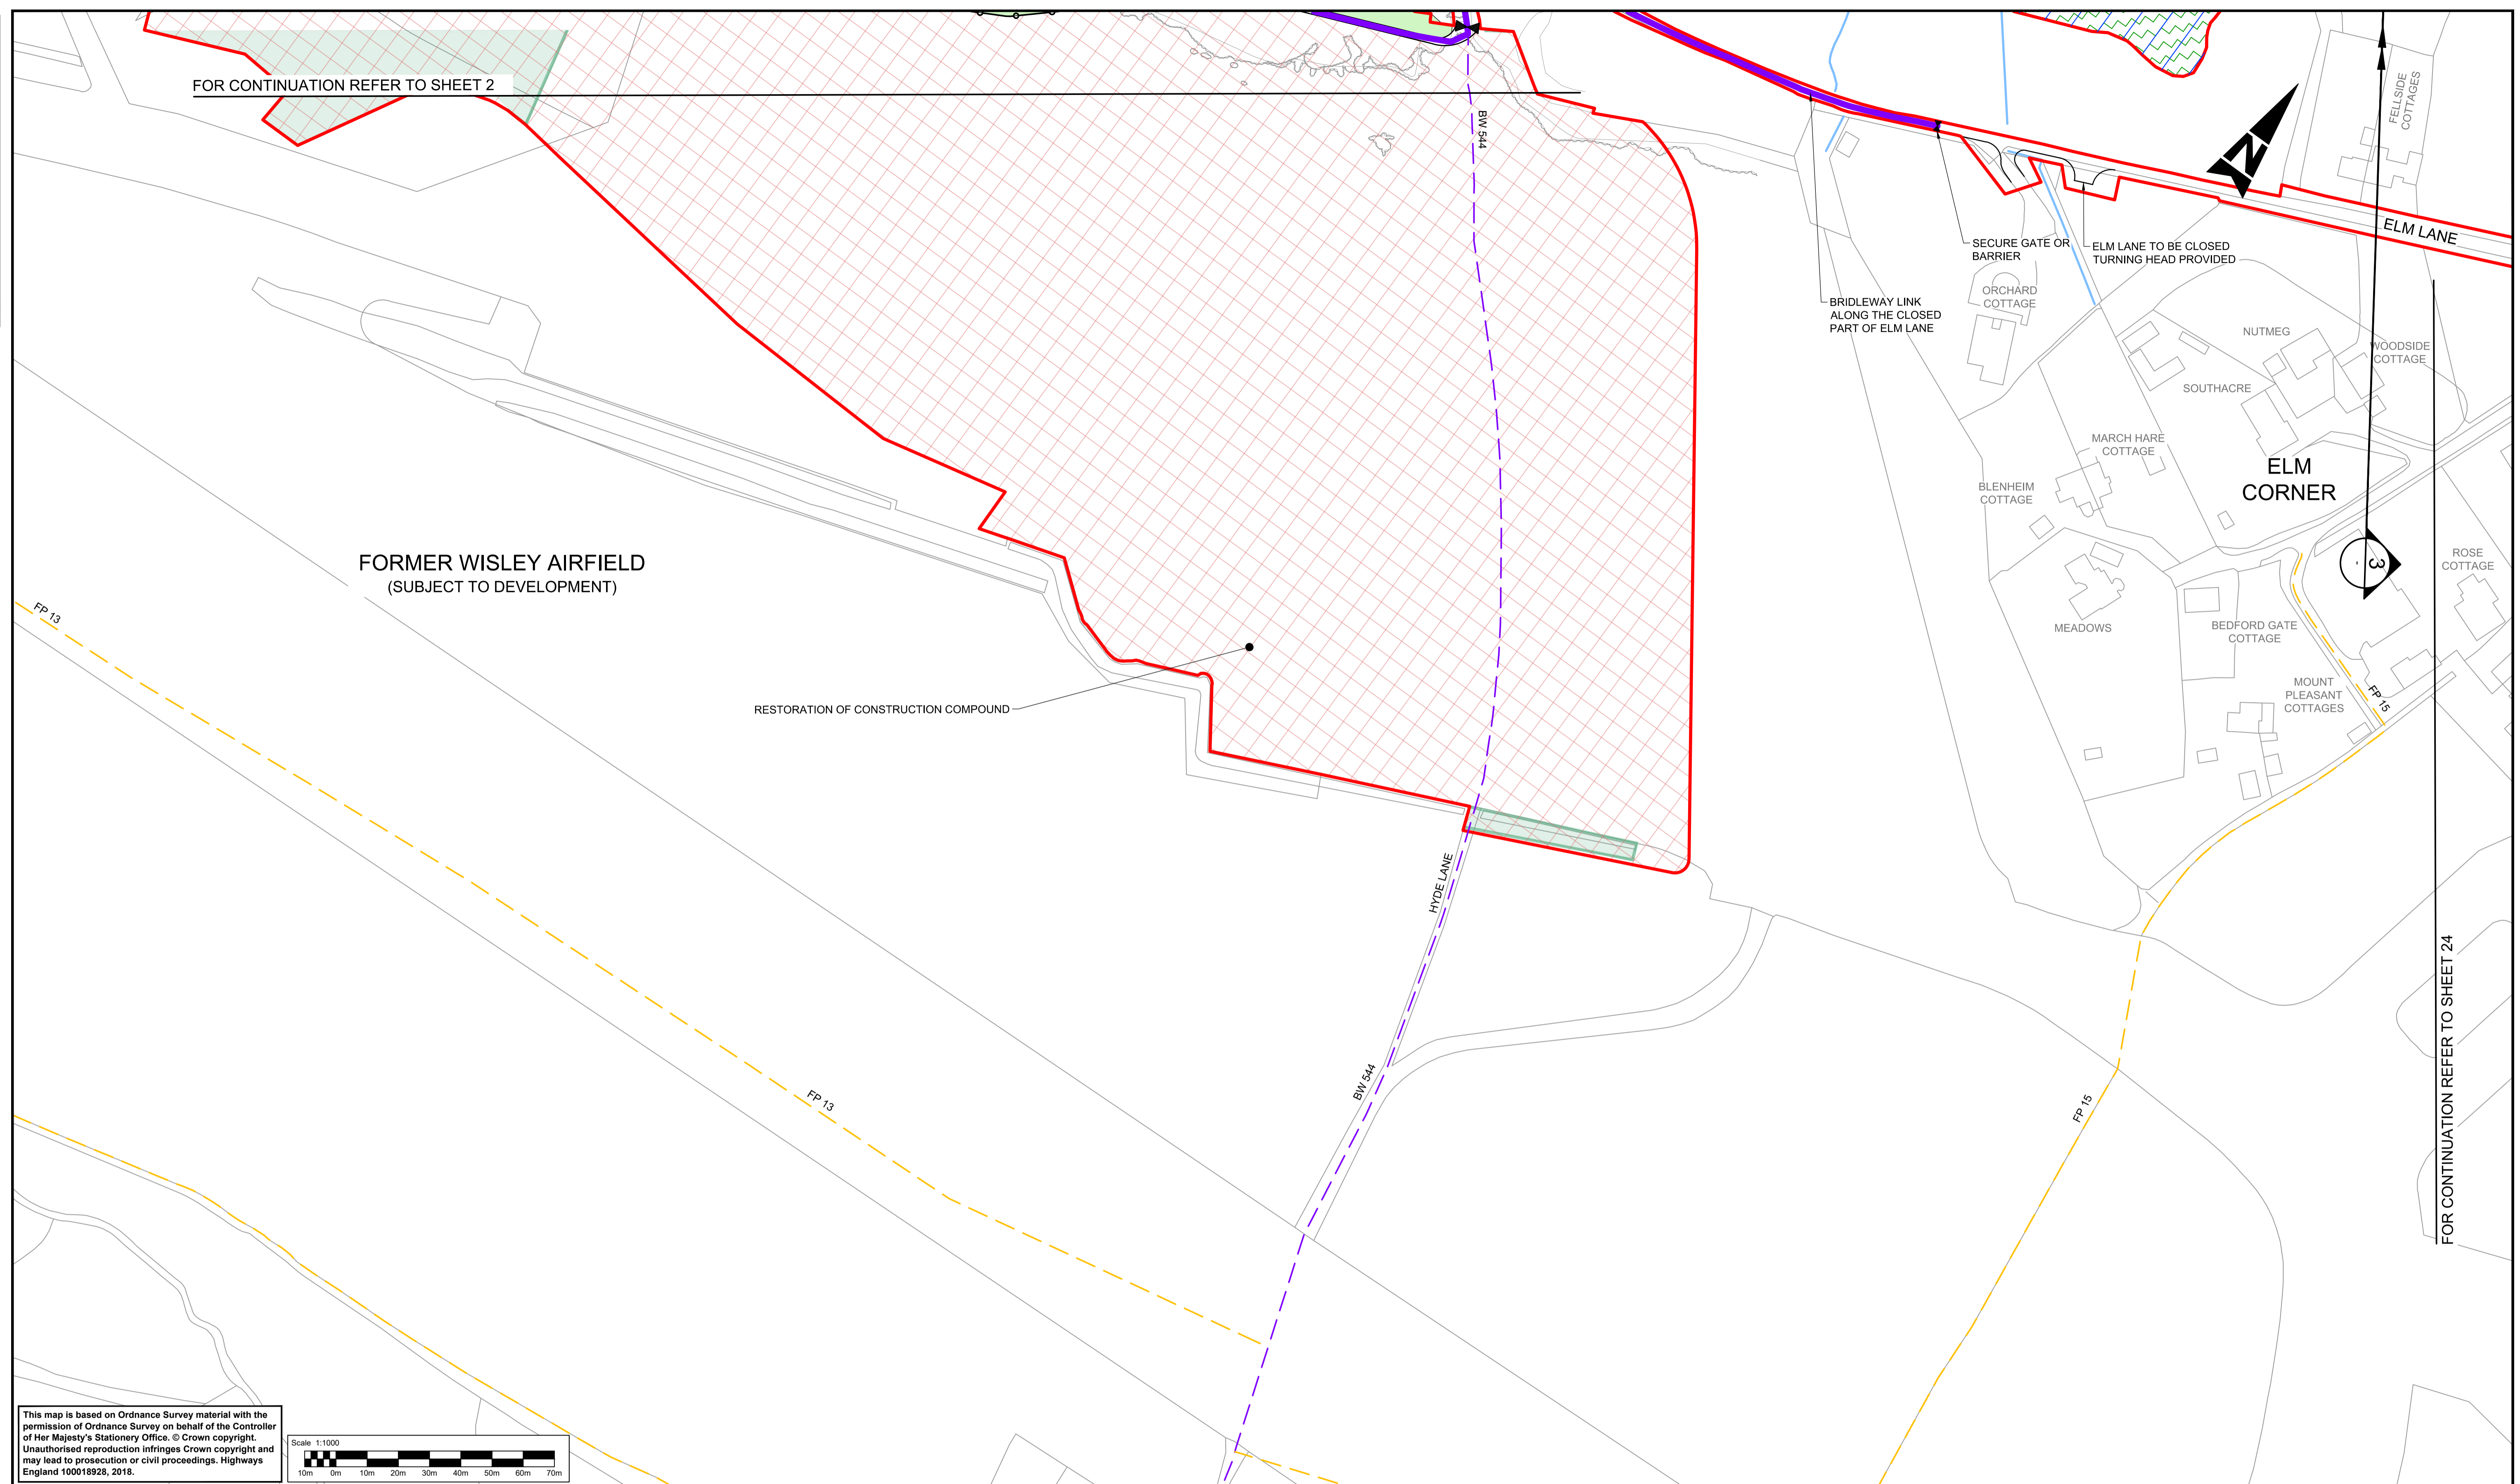 FOR CONTINUATION REFER TO SHEET 2
BW 544
FELLSIDE
COTTAGES
N
ELM LANE
SECURE GATE OR
BARRIER
ELM LANE TO BE CLOSED
TURNING HEAD PROVIDED
BRIDLEWAY LINK
ALONG THE CLOSED
PART OF ELM LANE
ORCHARD
COTTAGE
NUTMEG
WOODSIDE
COTTAGE
SOUTHACRE
MARCH HARE
COTTAGE
ELM
CORNER
BLENHEIM
COTTAGE
3
-
ROSE
COTTAGE
FORMER WISLEY AIRFIELD
(SUBJECT TO DEVELOPMENT)
FP 13
MEADOWS
BEDFORD GATE
COTTAGE
MOUNT
PLEASANT
COTTAGES
FP 15
RESTORATION OF CONSTRUCTION COMPOUND
HYDE LANE
FOR CONTINUATION REFER TO SHEET 24
BW 544
FP 13
FP 15
This map is based on Ordnance Survey material with the
permission of Ordnance Survey on behalf of the Controller
of Her Majesty's Stationery Office. © Crown copyright.
Unauthorised reproduction infringes Crown copyright and
may lead to prosecution or civil proceedings. Highways
England 100018928, 2018.
Scale 1:1000
10m 0m 10m 20m 30m 40m 50m 60m 70m